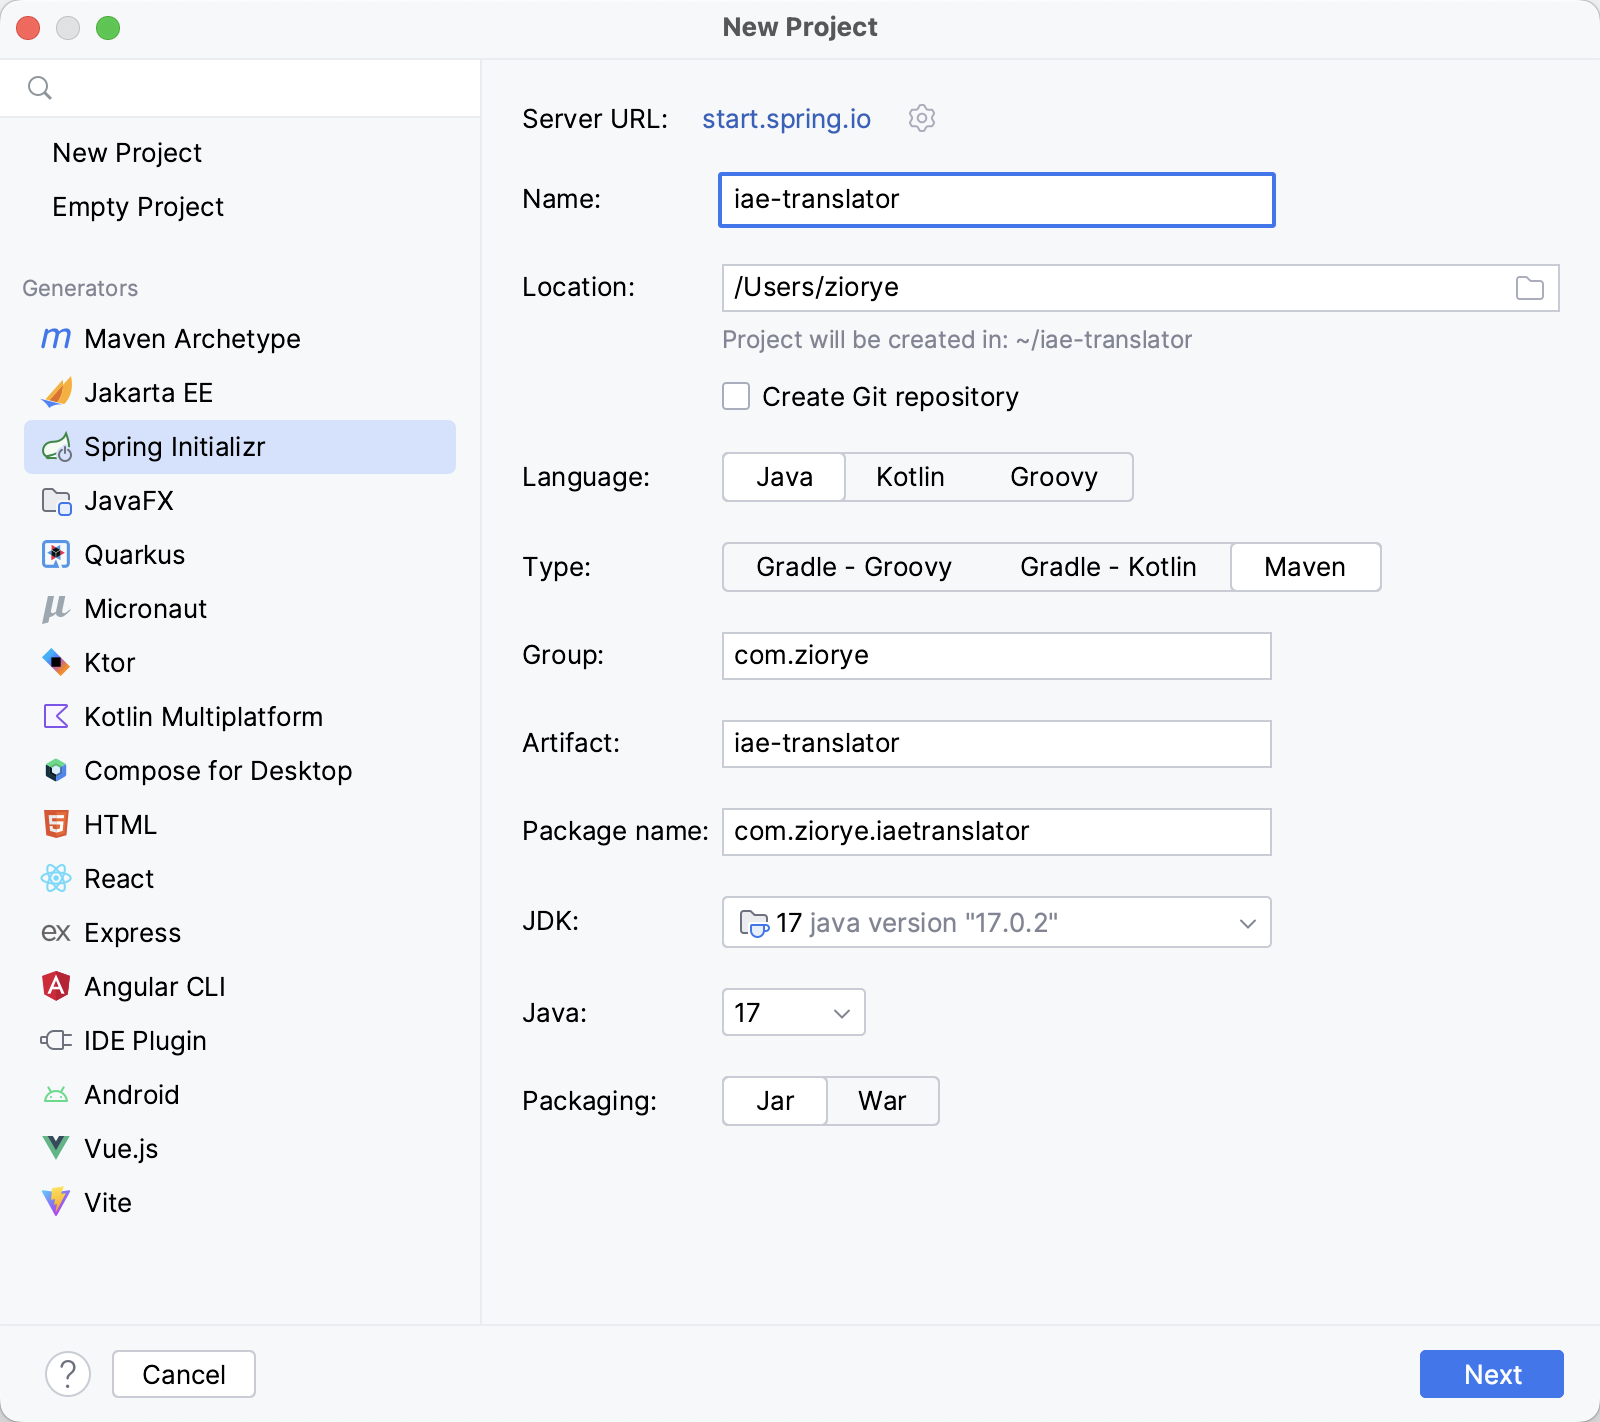 New Project
New Project
Empty Project
Generators
Maven Archetype
Jakarta EE
Spring Initializr
JavaFX
Quarkus
Micronaut
Ktor
Kotlin Multiplatform
Compose for Desktop
HTML
React
ex Express
Angular CLI
IDE Plugin
Android
Vue.js
Vite
Server URL: start.spring.io
Name: iae-translator
Location: /Users/ziorye
Project will be created in: ~/iae-translator
Create Git repository
Language: Java Kotlin Groovy
Type: Gradle - Groovy Gradle - Kotlin Maven
Group: com.ziorye
Artifact: iae-translator
Package name: com.ziorye.iaetranslator
JDK: 17 java version "17.0.2"
Java: 17
Packaging: Jar War
? Cancel Next